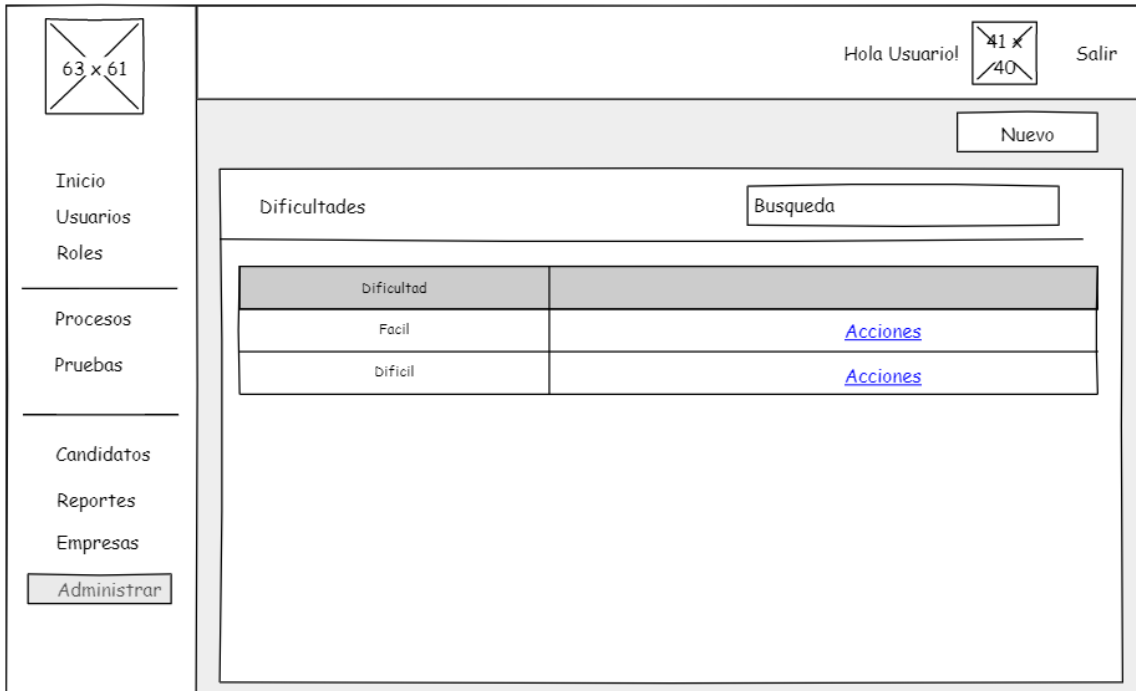 63 x 61
Hola Usuario!
41 x
40
Salir
Nuevo
Inicio
Usuarios
Roles
Procesos
Pruebas
Candidatos
Reportes
Empresas
Administrar
Dificultades
Busqueda
Dificultad
Facil
Acciones
Dificil
Acciones